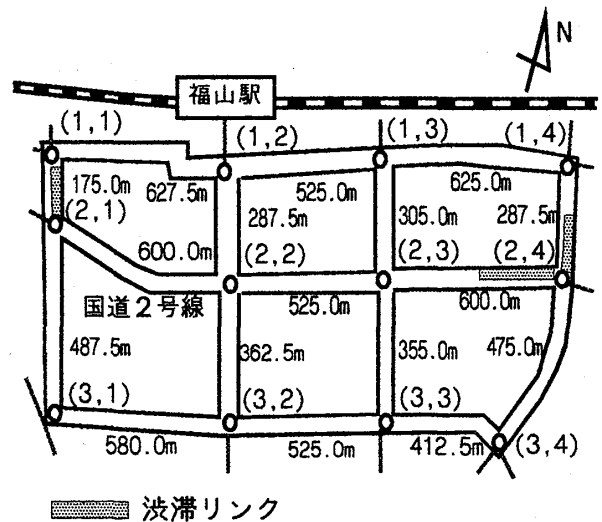 N
福山駅
(1,1)
(1,2)
(1,3)
(1,4)
175.0m
627.5m
525.0m
625.0m
(2,1)
287.5m
305.0m
287.5m
600.0m
(2,2)
(2,3)
(2,4)
国道2号線
525.0m
600.0m
487.5m
362.5m
355.0m
475.0m
(3,1)
(3,2)
(3,3)
580.0m
525.0m
412.5m
(3,4)
渋滞リンク